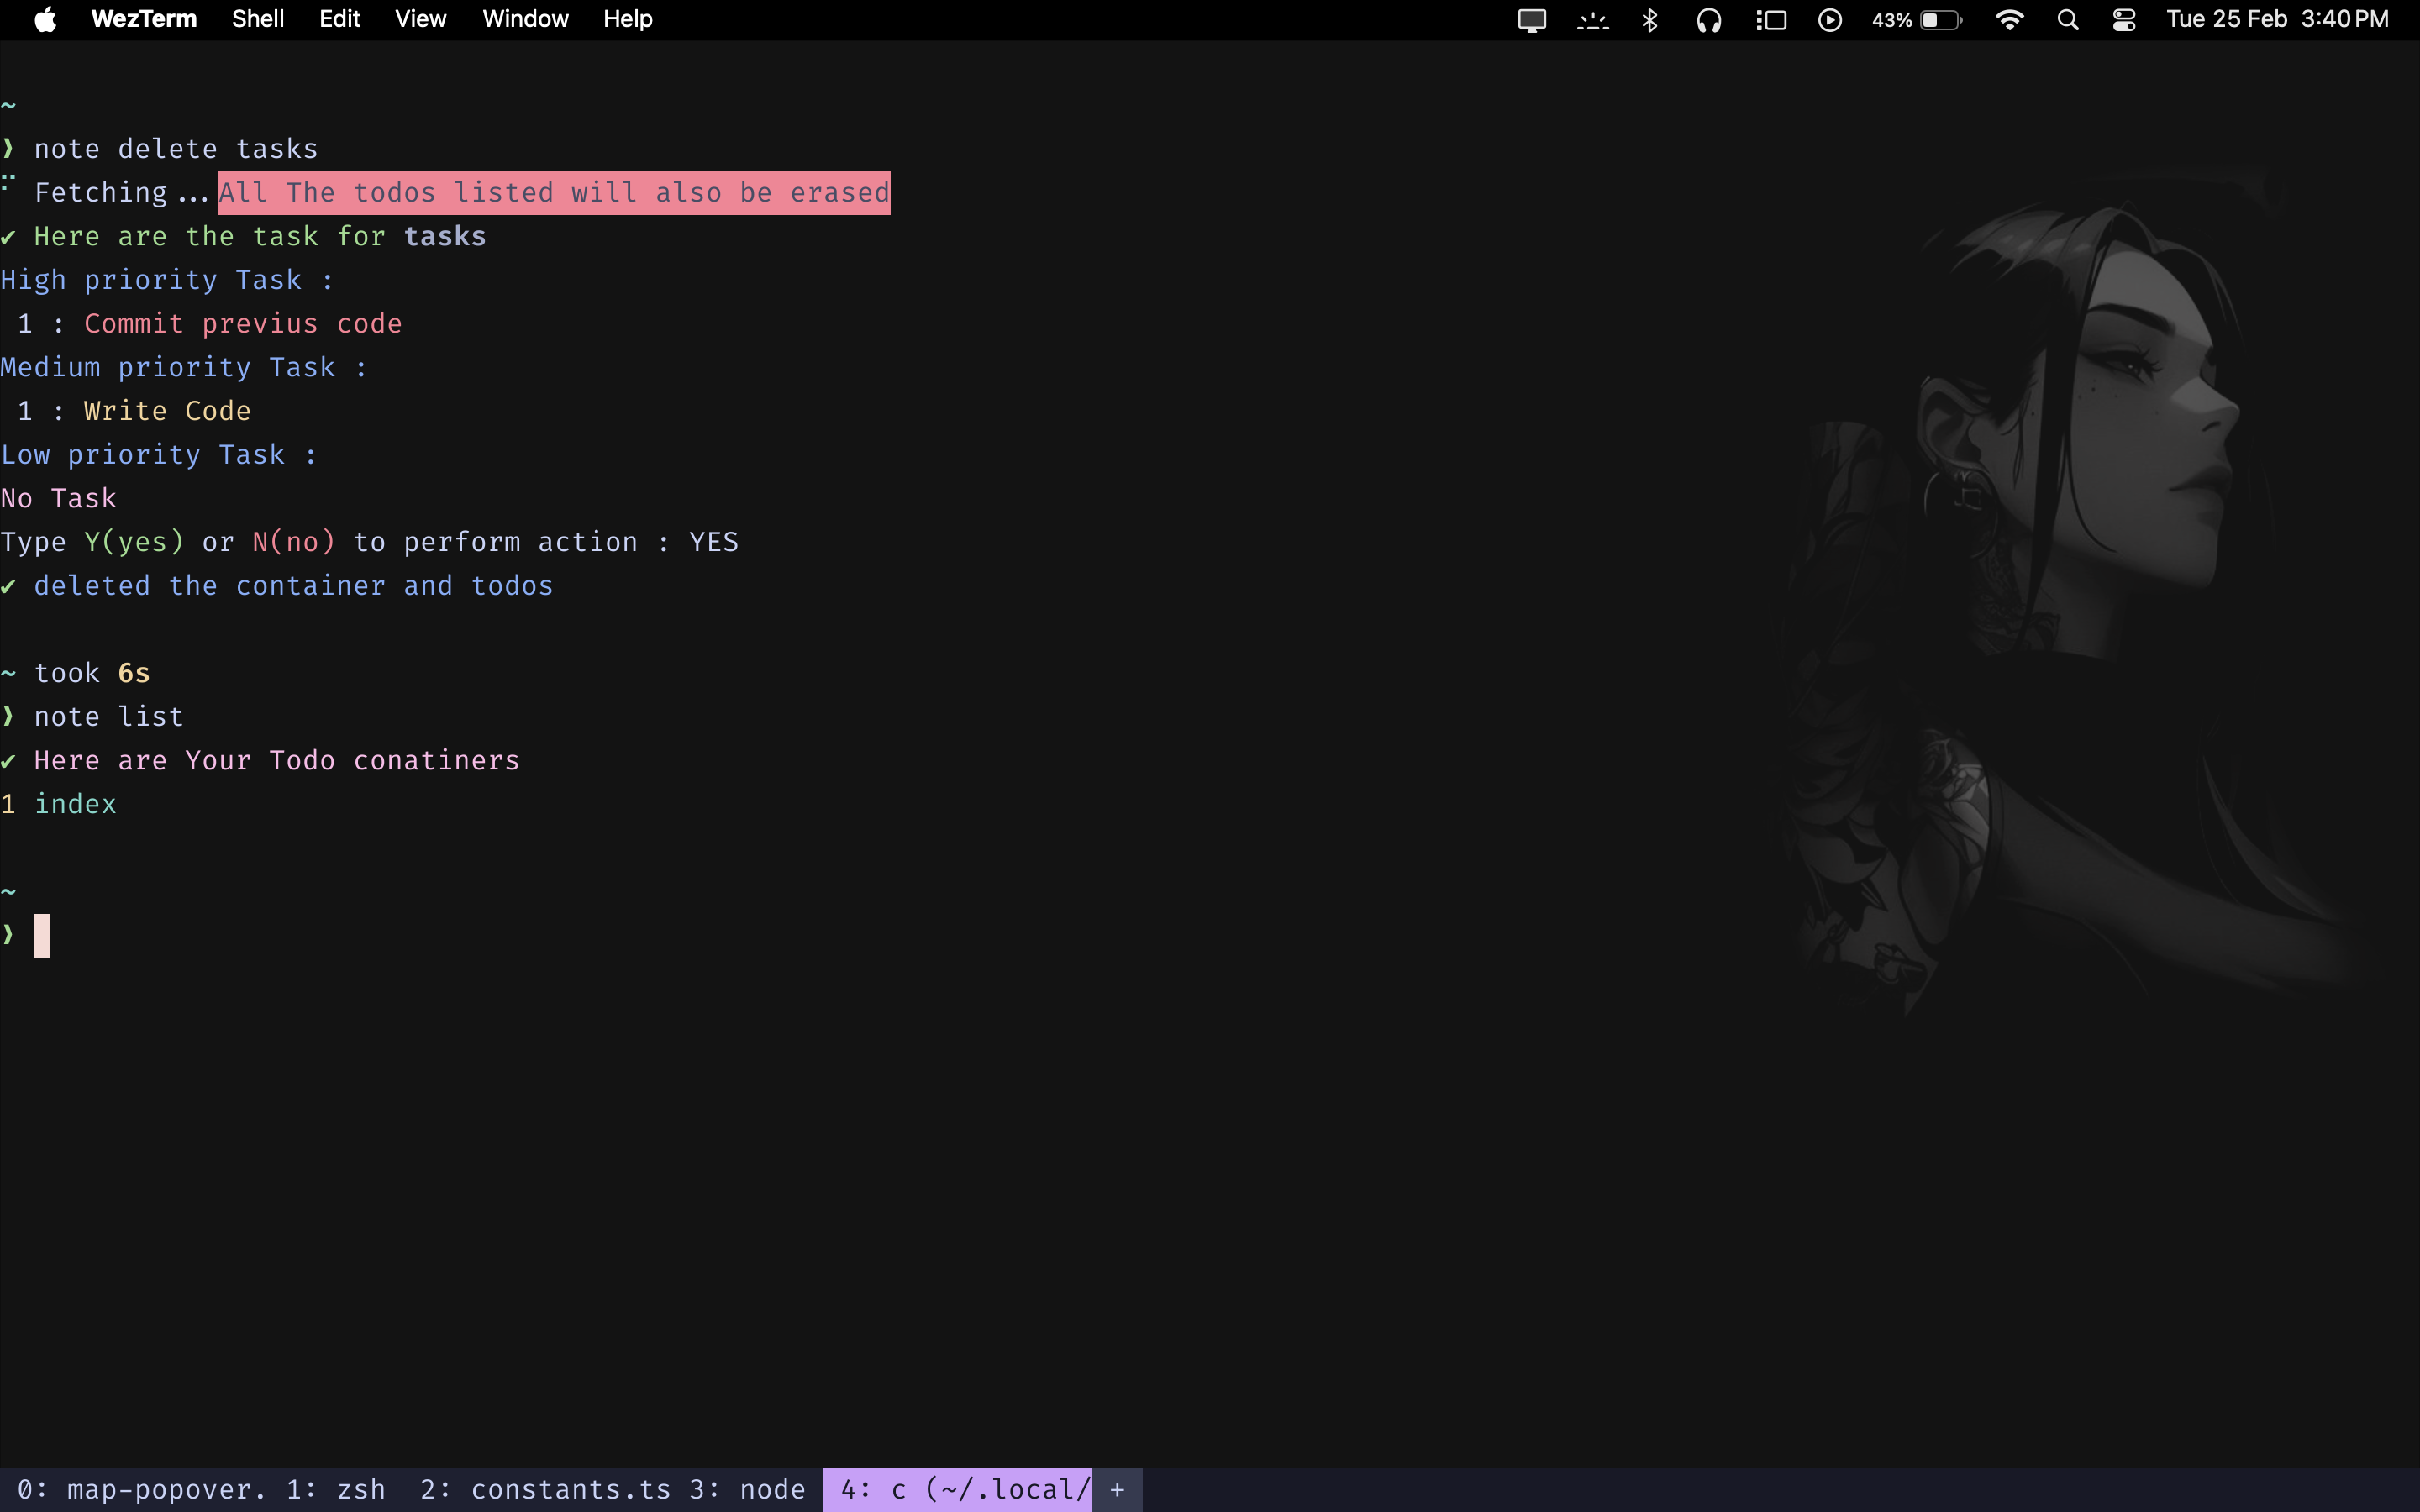 WezTerm Shell Edit View Window Help 43% Tue 25 Feb 3:40 PM
~
❱ note delete tasks
⠋ Fetching...All The todos listed will also be erased
✔ Here are the task for tasks
High priority Task :
1 : Commit previus code
Medium priority Task :
1 : Write Code
Low priority Task :
No Task
Type Y(yes) or N(no) to perform action : YES
✔ deleted the container and todos
~ took 6s
❱ note list
✔ Here are Your Todo conatiners
1 index
~
❱
0: map-popover. 1: zsh 2: constants.ts 3: node 4: c (~/.local/ +